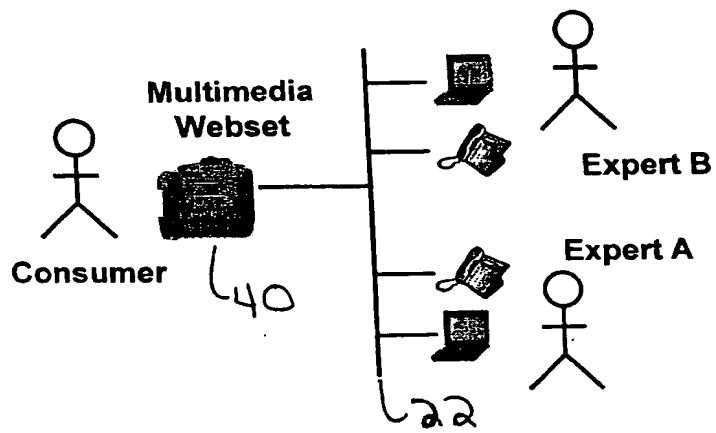 Multimedia
Webset
Consumer
40
Expert B
Expert A
22